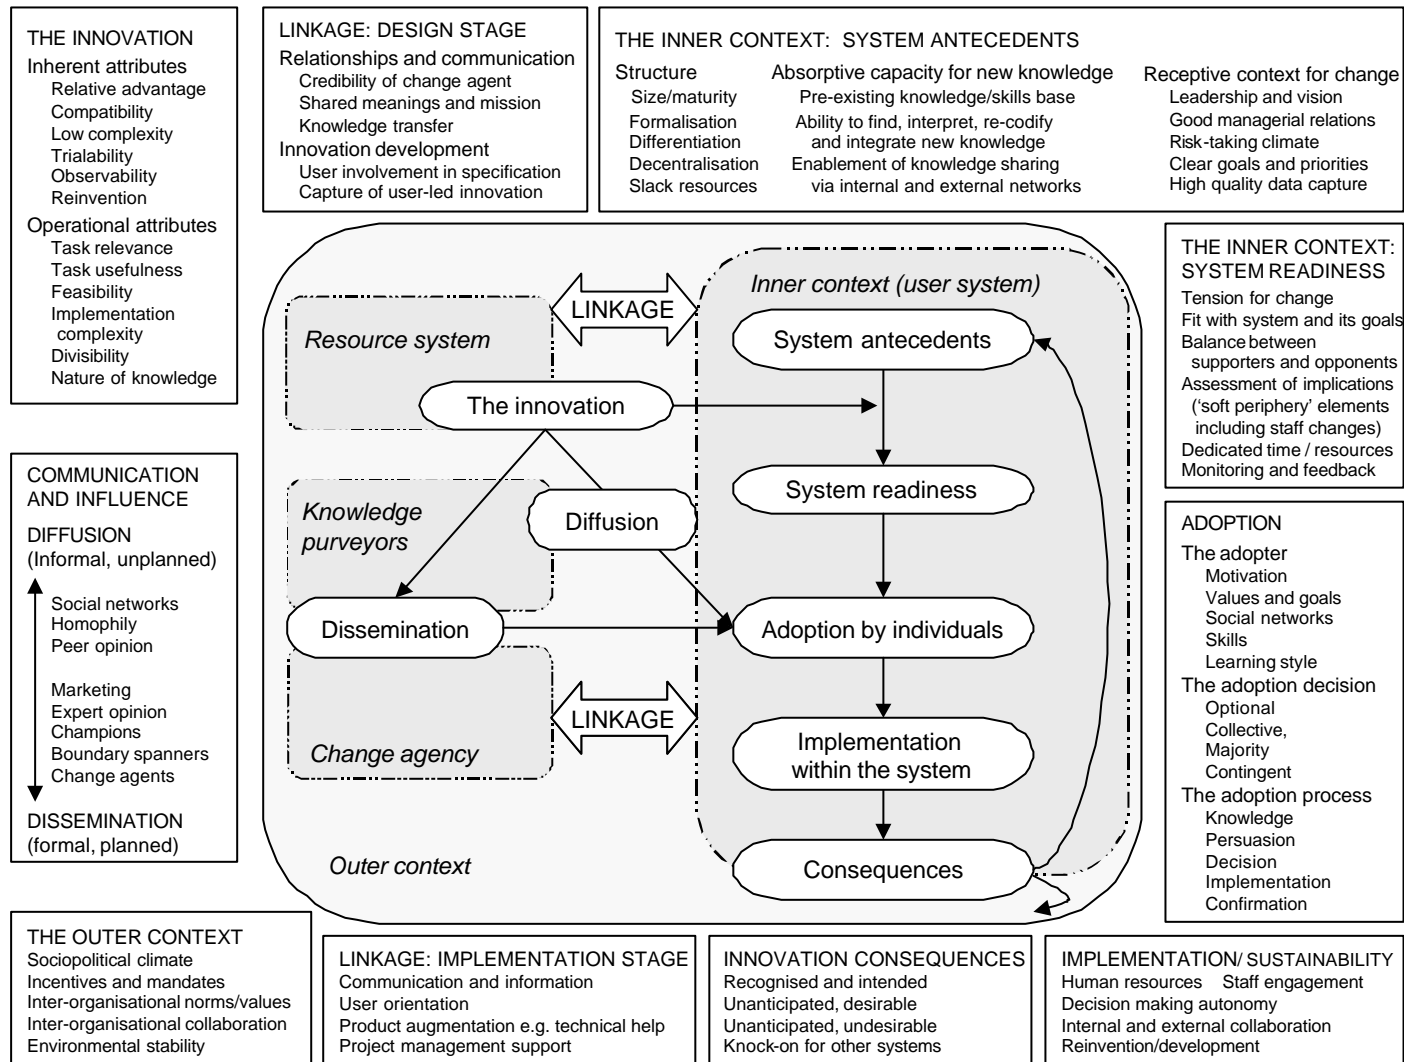 THE INNOVATION
Inherent attributes
Relative advantage
Compatibility
Low complexity
Trialability
Observability
Reinvention
Operational attributes
Task relevance
Task usefulness
Feasibility
Implementation
complexity
Divisibility
Nature of knowledge
LINKAGE: DESIGN STAGE
Relationships and communication
Credibility of change agent
Shared meanings and mission
Knowledge transfer
Innovation development
User involvement in specification
Capture of user-led innovation
THE INNER CONTEXT: SYSTEM ANTECEDENTS
Structure
Size/maturity
Formalisation
Differentiation
Decentralisation
Slack resources
Absorptive capacity for new knowledge
Pre-existing knowledge/skills base
Ability to find, interpret, re-codify
and integrate new knowledge
Enablement of knowledge sharing
via internal and external networks
Receptive context for change
Leadership and vision
Good managerial relations
Risk-taking climate
Clear goals and priorities
High quality data capture
THE INNER CONTEXT:
SYSTEM READINESS
Tension for change
Fit with system and its goals
Balance between
supporters and opponents
Assessment of implications
(‘soft periphery’ elements
including staff changes)
Dedicated time / resources
Monitoring and feedback
Resource system
LINKAGE
Inner context (user system)
System antecedents
The innovation
System readiness
Knowledge
purveyors
Diffusion
Dissemination
Adoption by individuals
Change agency
LINKAGE
Implementation
within the system
Outer context
Consequences
COMMUNICATION
AND INFLUENCE
DIFFUSION
(Informal, unplanned)
Social networks
Homophily
Peer opinion
Marketing
Expert opinion
Champions
Boundary spanners
Change agents
DISSEMINATION
(formal, planned)
ADOPTION
The adopter
Motivation
Values and goals
Social networks
Skills
Learning style
The adoption decision
Optional
Collective,
Majority
Contingent
The adoption process
Knowledge
Persuasion
Decision
Implementation
Confirmation
THE OUTER CONTEXT
Sociopolitical climate
Incentives and mandates
Inter-organisational norms/values
Inter-organisational collaboration
Environmental stability
LINKAGE: IMPLEMENTATION STAGE
Communication and information
User orientation
Product augmentation e.g. technical help
Project management support
INNOVATION CONSEQUENCES
Recognised and intended
Unanticipated, desirable
Unanticipated, undesirable
Knock-on for other systems
IMPLEMENTATION/ SUSTAINABILITY
Human resources Staff engagement
Decision making autonomy
Internal and external collaboration
Reinvention/development